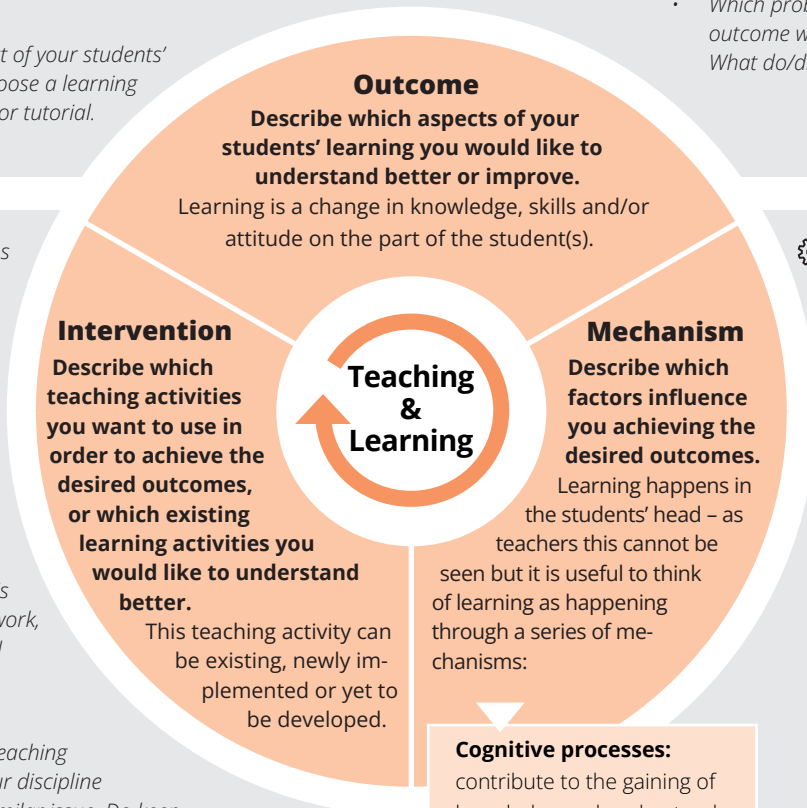 Which prob
outcome w
What do/d
t of your students’
oose a learning
or tutorial.
Outcome
Describe which aspects of your
students’ learning you would like to
understand better or improve.
Learning is a change in knowledge, skills and/or
attitude on the part of the student(s).
s
Intervention
Describe which
teaching activities
you want to use in
order to achieve the
desired outcomes,
or which existing
learning activities you
would like to understand
better.
This teaching activity can
be existing, newly im-
plemented or yet to
be developed.
Teaching
&
Learning
Mechanism
Describe which
factors influence
you achieving the
desired outcomes.
Learning happens in
the students’ head – as
teachers this cannot be
seen but it is useful to think
of learning as happening
through a series of me-
chanisms:
Cognitive processes:
contribute to the gaining of
s
work,
eaching
ur discipline